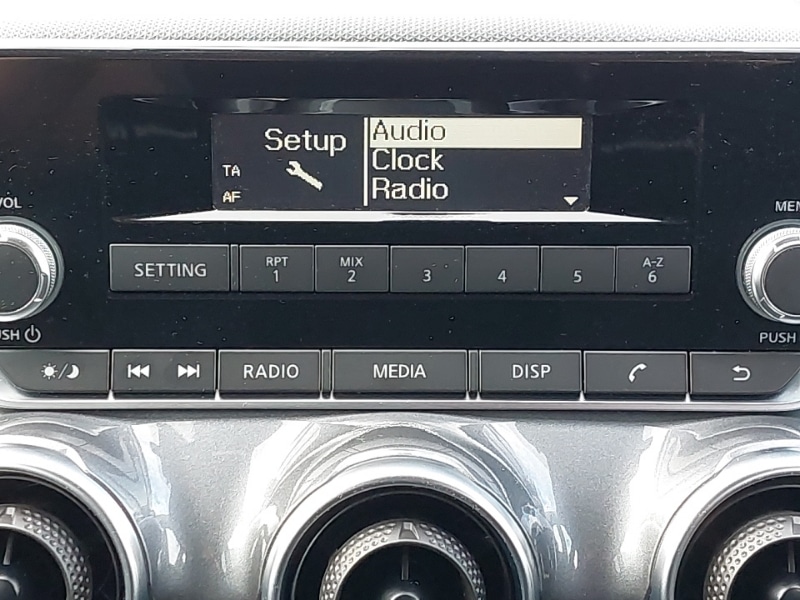 Setup
TA
AF
Audio
Clock
Radio
VOL
MEN
SETTING
RPT
1
MIX
2
3
4
5
A-Z
6
PUSH
RADIO
MEDIA
DISP